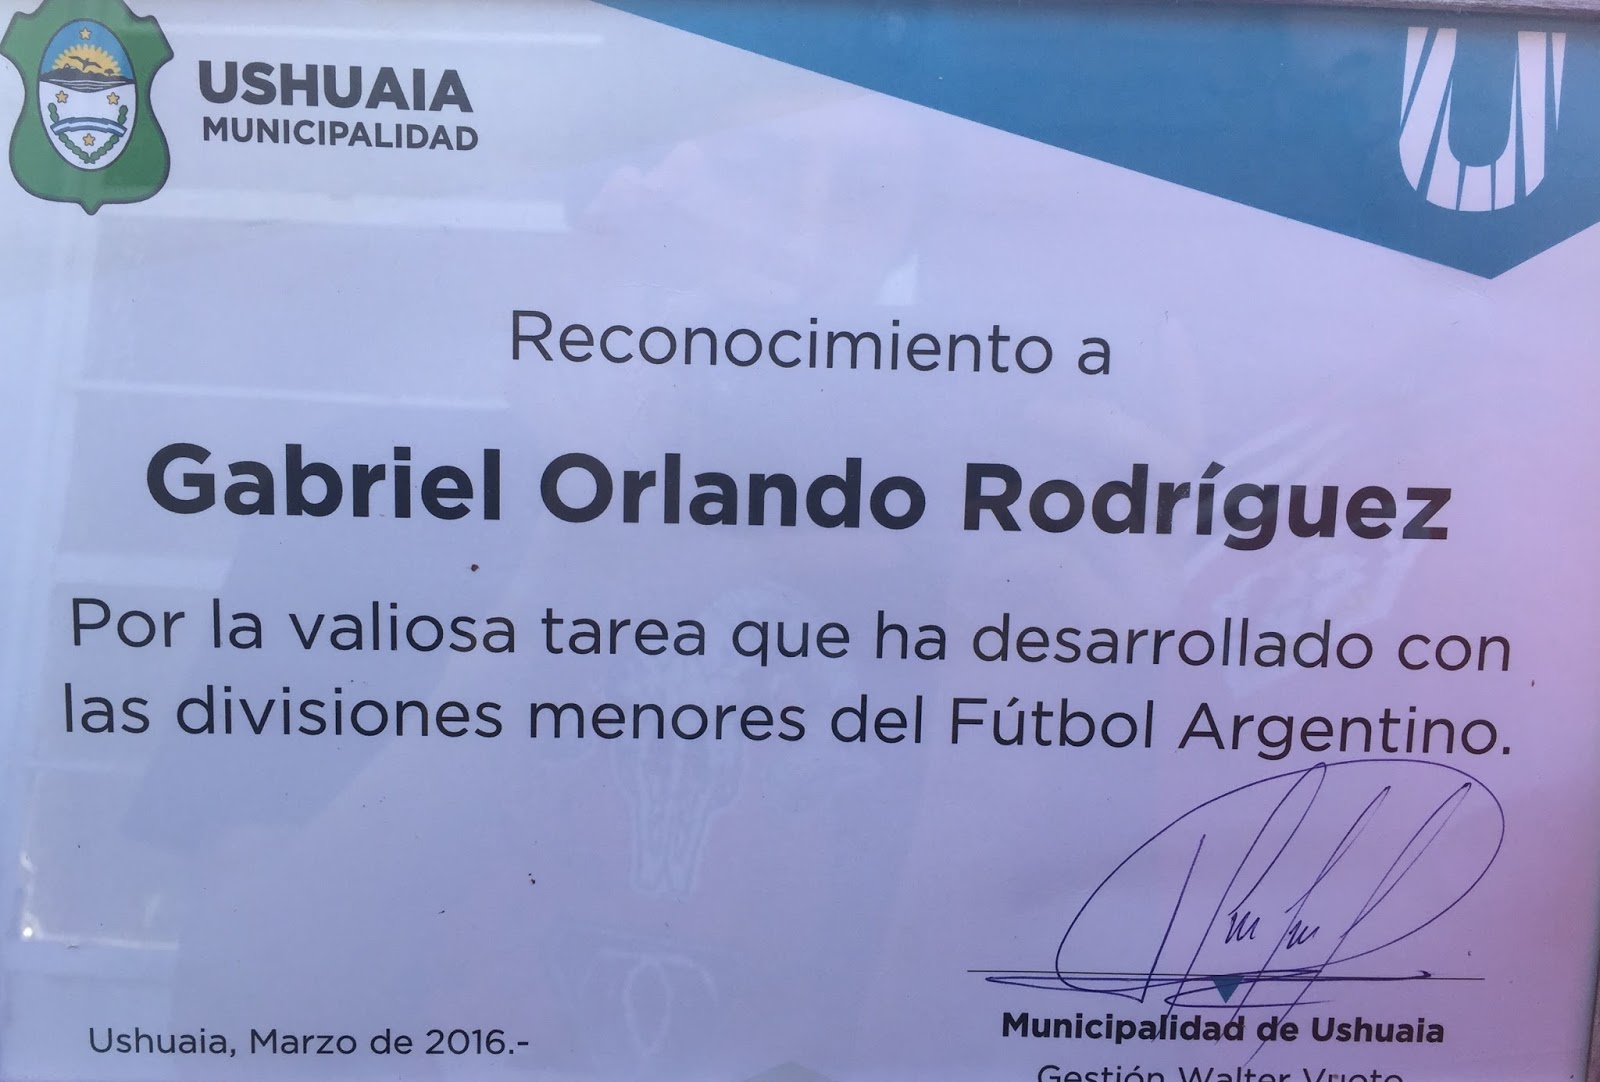 USHUAIA
MUNICIPALIDAD
Reconocimiento a
Gabriel Orlando Rodríguez
Por la valiosa tarea que ha desarrollado con
las divisiones menores del Fútbol Argentino.
Ushuaia, Marzo de 2016.-
Municipalidad de Ushuaia
Gestión Walter Vuoto